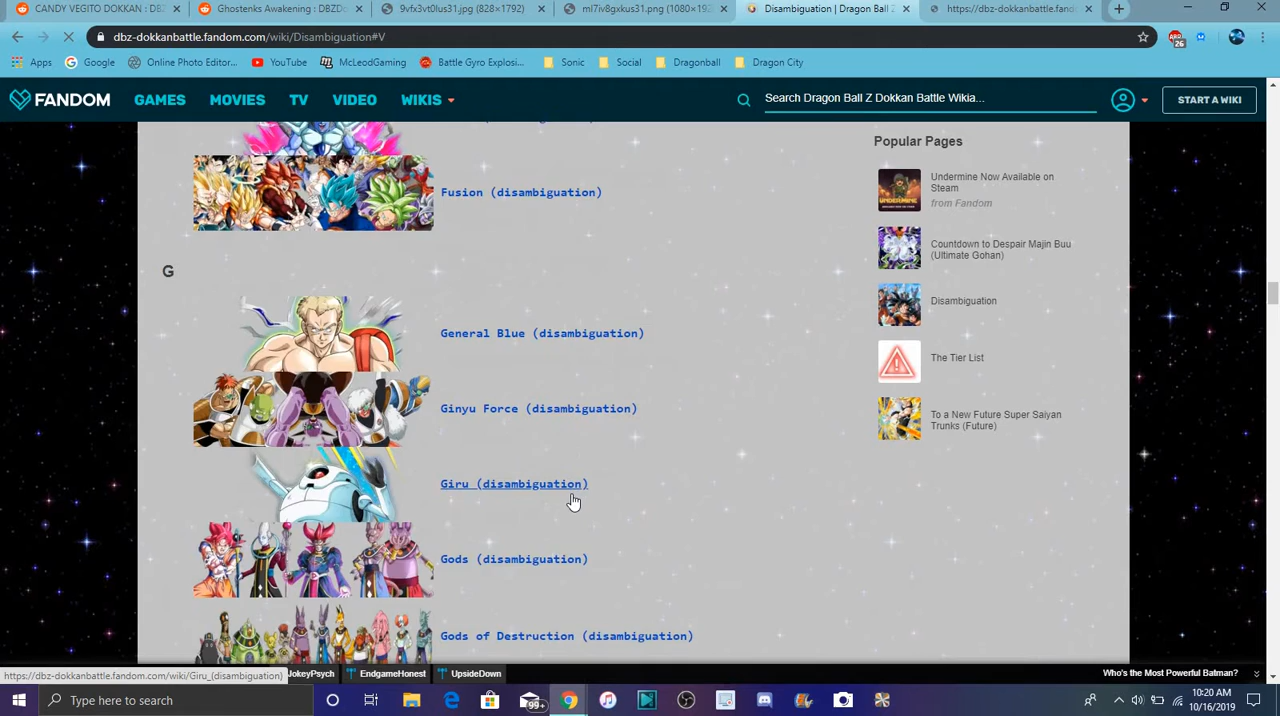 CANDY VEGITO DOKKAN : DBZ
Ghostenks Awakening : DBZDo
9vfx3vt0lus31.jpg (828×1792)
ml7iv8gxkus31.png (1080×192
Disambiguation | Dragon Ball Z
https://dbz-dokkanbattle.fandom.
dbz-dokkanbattle.fandom.com/wiki/Disambiguation#V
26
Apps
Google
Online Photo Editor...
YouTube
McLeodGaming
Battle Gyro Explosi...
Sonic
Social
Dragonball
Dragon City
FANDOM
GAMES
MOVIES
TV
VIDEO
WIKIS
Search Dragon Ball Z Dokkan Battle Wikia...
START A WIKI
Fusion (disambiguation)
G
General Blue (disambiguation)
Ginyu Force (disambiguation)
Giru (disambiguation)
Gods (disambiguation)
Gods of Destruction (disambiguation)
Popular Pages
Undermine Now Available on
Steam
from Fandom
Countdown to Despair Majin Buu
(Ultimate Gohan)
Disambiguation
The Tier List
To a New Future Super Saiyan
Trunks (Future)
https://dbz-dokkanbattle.fandom.com/wiki/Giru_(disambiguation)
JokeyPsych
EndgameHonest
UpsideDown
Who's the Most Powerful Batman?
Type here to search
99+
10:20 AM
10/16/2019